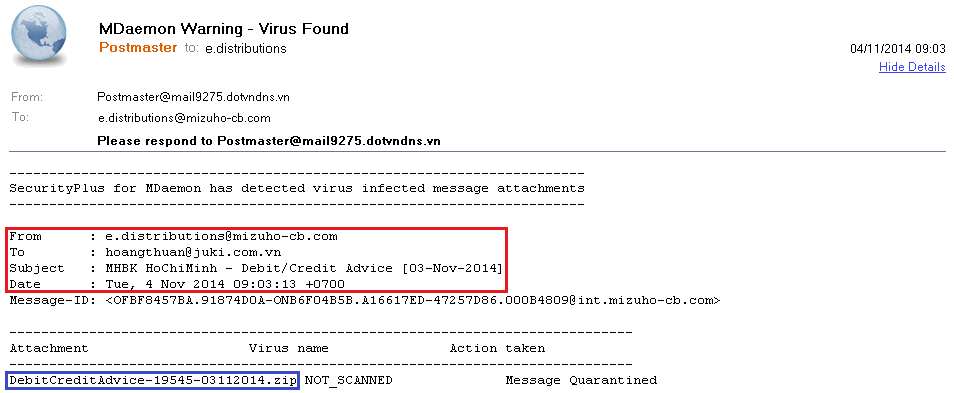 MDaemon Warning - Virus Found
Postmaster to: e.distributions
04/11/2014 09:03
Hide Details
From: Postmaster@mail9275.dotvndns.vn
To: e.distributions@mizuho-cb.com
Please respond to Postmaster@mail9275.dotvndns.vn
------------------------------------------------------------------------
SecurityPlus for MDaemon has detected virus infected message attachments
------------------------------------------------------------------------
From : e.distributions@mizuho-cb.com
To : hoangthuan@juki.com.vn
Subject : MHBK HoChiMinh - Debit/Credit Advice [03-Nov-2014]
Date : Tue, 4 Nov 2014 09:03:13 +0700
Message-ID: <OFBF8457BA.91874D0A-ONB6F04B5B.A16617ED-47257D86.000B4809@int.mizuho-cb.com>
------------------------------------------------------------------------------
Attachment Virus name Action taken
------------------------------------------------------------------------------
DebitCreditAdvice-19545-03112014.zip NOT_SCANNED Message Quarantined